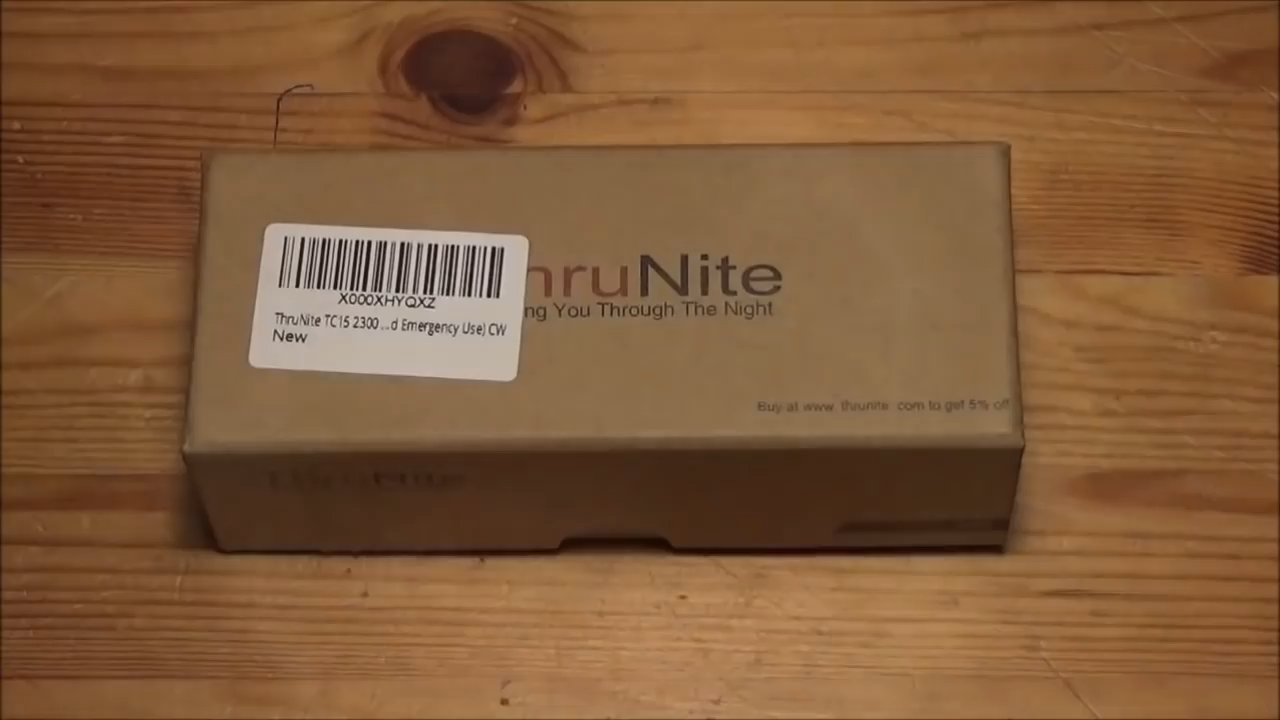 X000XHYQXZ
ThruNite TC15 2300 ...d Emergency Use) CW
New
hruNite
ng You Through The Night
Buy at www. thrunite. com to get 5% off
ThruNite